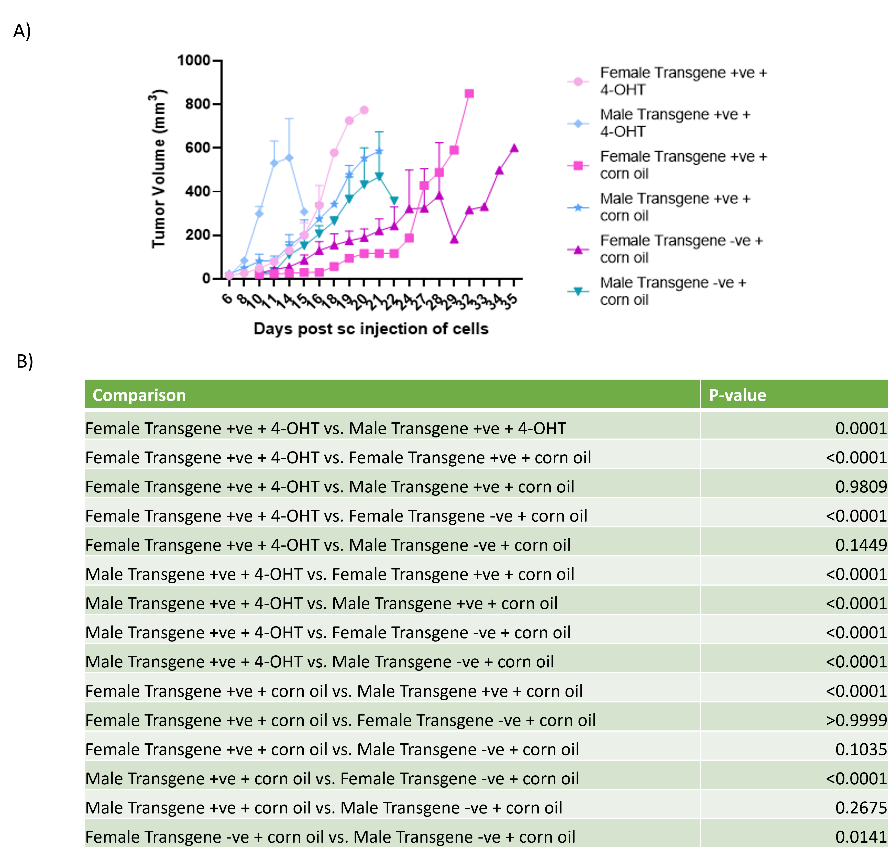 A)
1000
800
600
400
200
0
Tumor Volume (mm3)
6 8 10 11 14 15 16 18 19 20 21 22 24 27 28 29 32 33 34 35
Days post sc injection of cells
Female Transgene +ve +
4-OHT
Male Transgene +ve +
4-OHT
Female Transgene +ve +
corn oil
Male Transgene +ve +
corn oil
Female Transgene -ve +
corn oil
Male Transgene -ve +
corn oil
B)
Comparison P-value
Female Transgene +ve + 4-OHT vs. Male Transgene +ve + 4-OHT 0.0001
Female Transgene +ve + 4-OHT vs. Female Transgene +ve + corn oil <0.0001
Female Transgene +ve + 4-OHT vs. Male Transgene +ve + corn oil 0.9809
Female Transgene +ve + 4-OHT vs. Female Transgene -ve + corn oil <0.0001
Female Transgene +ve + 4-OHT vs. Male Transgene -ve + corn oil 0.1449
Male Transgene +ve + 4-OHT vs. Female Transgene +ve + corn oil <0.0001
Male Transgene +ve + 4-OHT vs. Male Transgene +ve + corn oil <0.0001
Male Transgene +ve + 4-OHT vs. Female Transgene -ve + corn oil <0.0001
Male Transgene +ve + 4-OHT vs. Male Transgene -ve + corn oil <0.0001
Female Transgene +ve + corn oil vs. Male Transgene +ve + corn oil <0.0001
Female Transgene +ve + corn oil vs. Female Transgene -ve + corn oil >0.9999
Female Transgene +ve + corn oil vs. Male Transgene -ve + corn oil 0.1035
Male Transgene +ve + corn oil vs. Female Transgene -ve + corn oil <0.0001
Male Transgene +ve + corn oil vs. Male Transgene -ve + corn oil 0.2675
Female Transgene -ve + corn oil vs. Male Transgene -ve + corn oil 0.0141